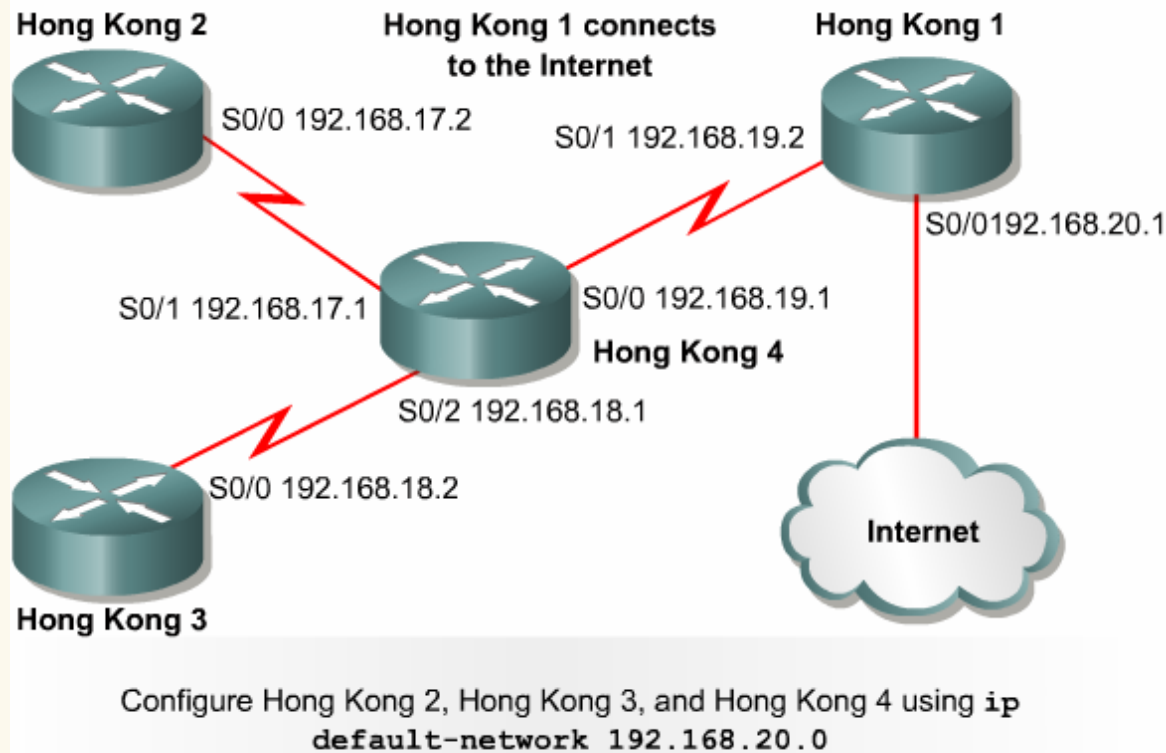 Hong Kong 2
Hong Kong 1 connects
to the Internet
Hong Kong 1
S0/0 192.168.17.2
S0/1 192.168.19.2
S0/0192.168.20.1
S0/1 192.168.17.1
S0/0 192.168.19.1
Hong Kong 4
S0/2 192.168.18.1
S0/0 192.168.18.2
Internet
Hong Kong 3
Configure Hong Kong 2, Hong Kong 3, and Hong Kong 4 using ip
default-network 192.168.20.0